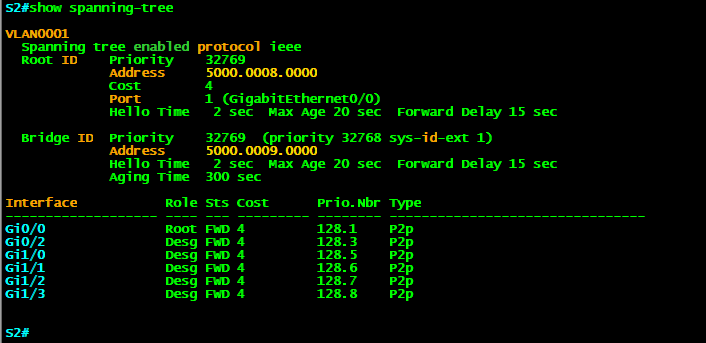 S2#show spanning-tree
VLAN0001
Spanning tree enabled protocol ieee
Root ID Priority 32769
Address 5000.0008.0000
Cost 4
Port 1 (GigabitEthernet0/0)
Hello Time 2 sec Max Age 20 sec Forward Delay 15 sec
Bridge ID Priority 32769 (priority 32768 sys-id-ext 1)
Address 5000.0009.0000
Hello Time 2 sec Max Age 20 sec Forward Delay 15 sec
Aging Time 300 sec
Interface Role Sts Cost Prio.Nbr Type
------------------- ---- --- --------- -------- --------------------------------
Gi0/0 Root FWD 4 128.1 P2p
Gi0/2 Desg FWD 4 128.3 P2p
Gi1/0 Desg FWD 4 128.5 P2p
Gi1/1 Desg FWD 4 128.6 P2p
Gi1/2 Desg FWD 4 128.7 P2p
Gi1/3 Desg FWD 4 128.8 P2p
S2#